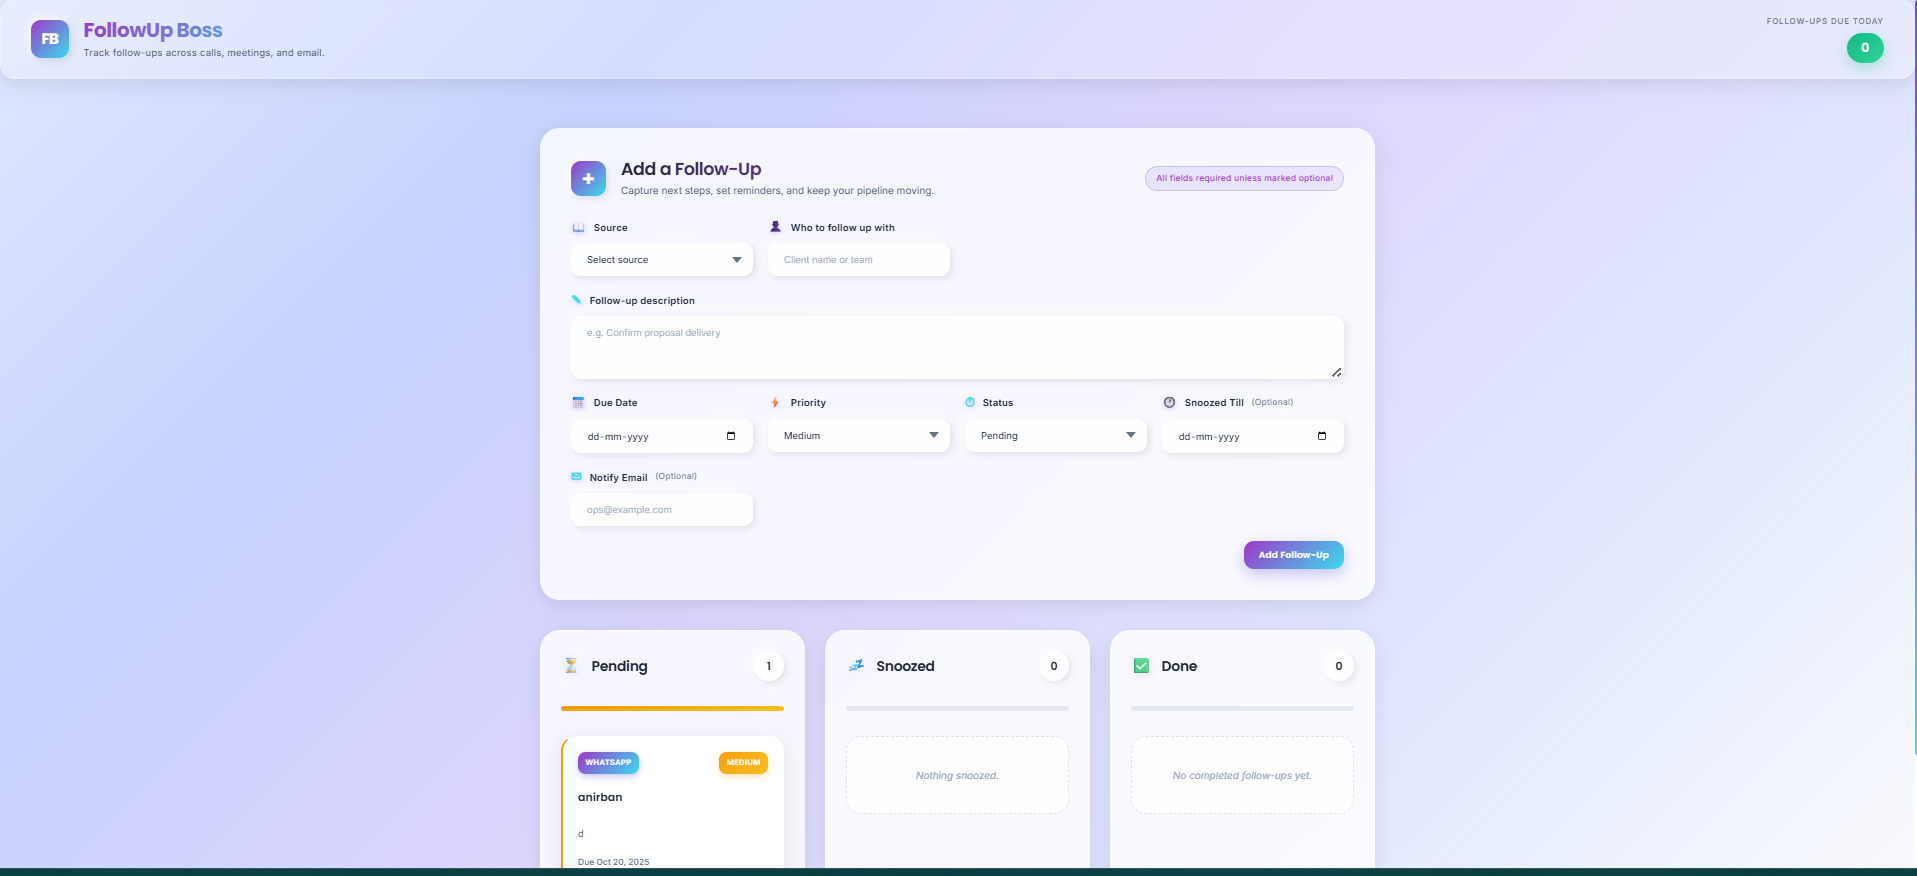 FB
FollowUp Boss
Track follow-ups across calls, meetings, and email.
FOLLOW-UPS DUE TODAY
0
Add a Follow-Up
Capture next steps, set reminders, and keep your pipeline moving.
All fields required unless marked optional
Source
Who to follow up with
Select source
Client name or team
Follow-up description
e.g. Confirm proposal delivery
Due Date
Priority
Status
Snoozed Till (Optional)
dd-mm-yyyy
Medium
Pending
dd-mm-yyyy
Notify Email (Optional)
ops@example.com
Add Follow-Up
Pending
1
Snoozed
0
Done
0
WHATSAPP
MEDIUM
anirban
d
Due Oct 20, 2025
Nothing snoozed.
No completed follow-ups yet.